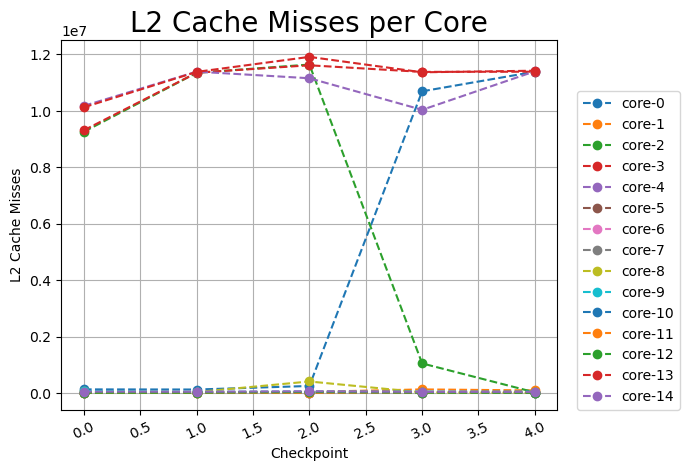 L2 Cache Misses per Core
1e7
1.2
1.0
0.8
0.6
0.4
0.2
0.0
L2 Cache Misses
0.0 0.5 1.0 1.5 2.0 2.5 3.0 3.5 4.0
Checkpoint
core-0
core-1
core-2
core-3
core-4
core-5
core-6
core-7
core-8
core-9
core-10
core-11
core-12
core-13
core-14